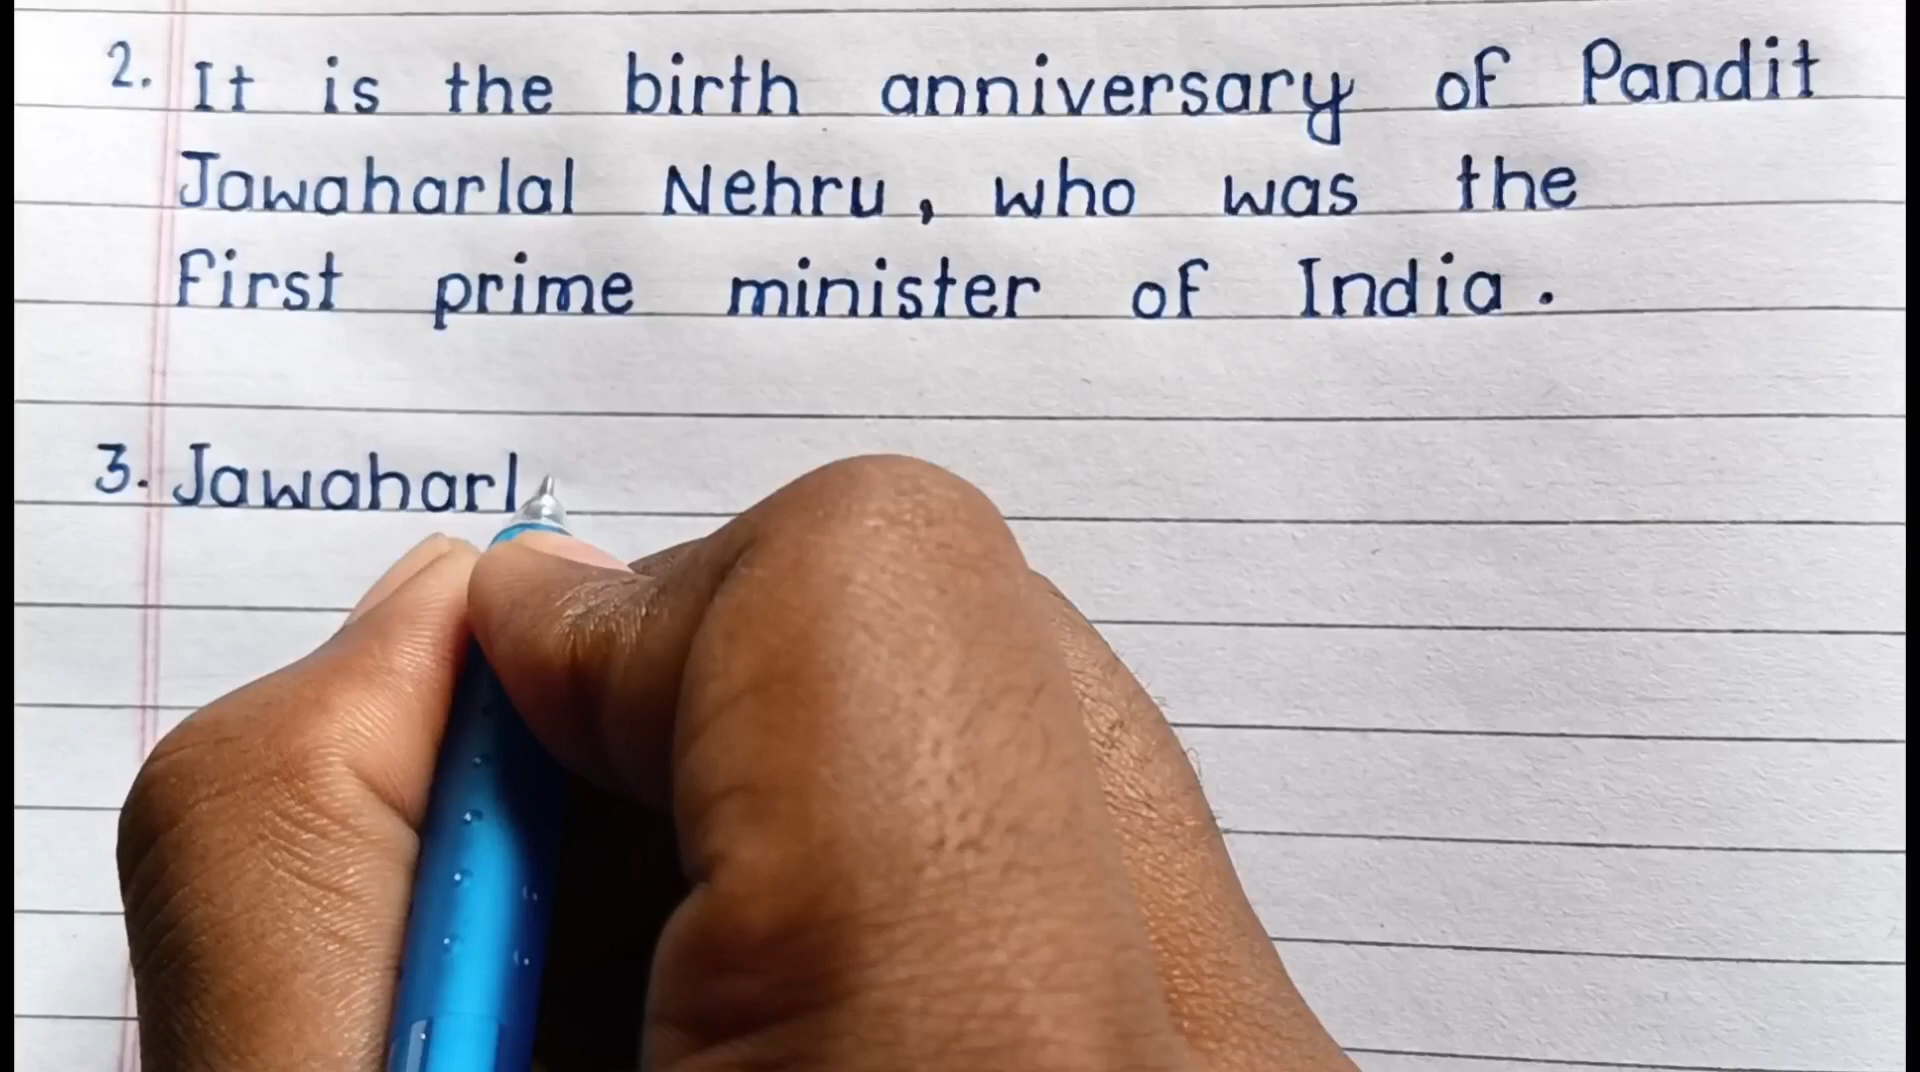 2. It is the birth anniversary of Pandit
Jawaharlal Nehru, who was the
First prime minister of India.
3. Jawaharl